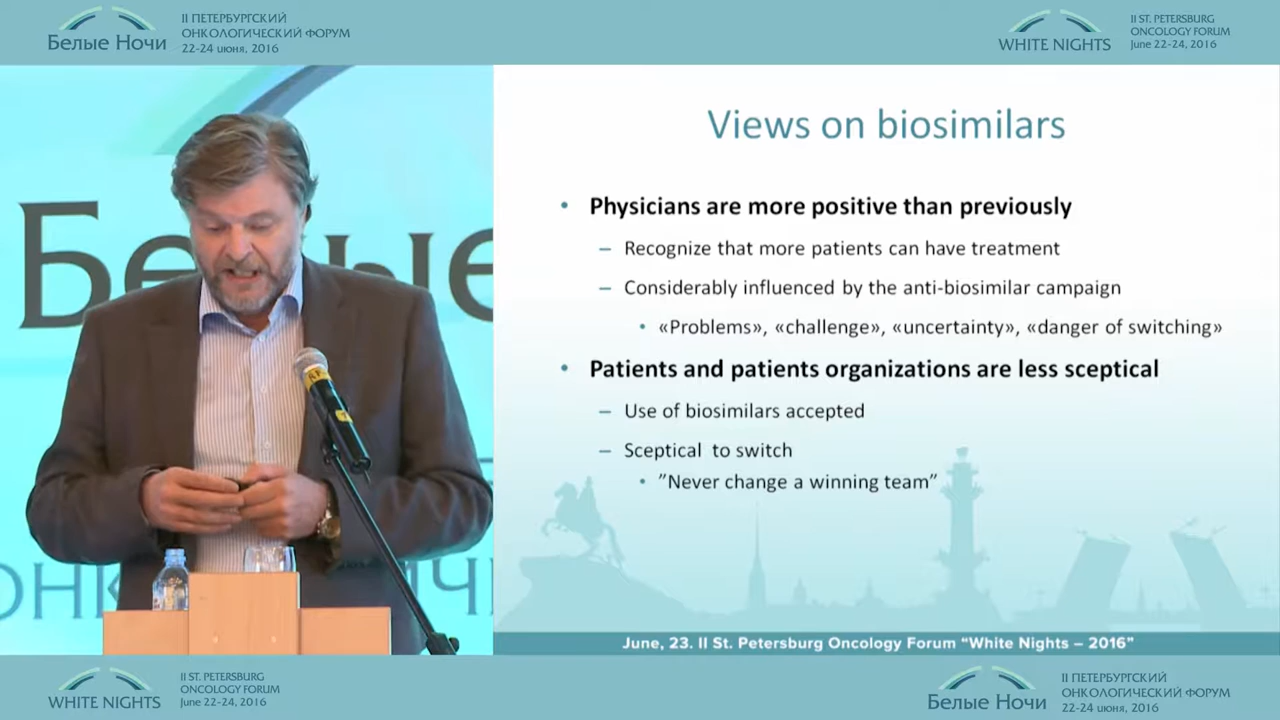 Белые Ночи
II ПЕТЕРБУРГСКИЙ
ОНКОЛОГИЧЕСКИЙ ФОРУМ
22-24 июня, 2016
WHITE NIGHTS
II ST. PETERSBURG
ONCOLOGY FORUM
June 22-24, 2016
Белые
Views on biosimilars
• Physicians are more positive than previously
– Recognize that more patients can have treatment
– Considerably influenced by the anti-biosimilar campaign
• «Problems», «challenge», «uncertainty», «danger of switching»
• Patients and patients organizations are less sceptical
– Use of biosimilars accepted
– Sceptical to switch
• ”Never change a winning team”
June, 23. II St. Petersburg Oncology Forum “White Nights – 2016”
WHITE NIGHTS
II ST. PETERSBURG
ONCOLOGY FORUM
June 22-24, 2016
Белые Ночи
II ПЕТЕРБУРГСКИЙ
ОНКОЛОГИЧЕСКИЙ ФОРУМ
22-24 июня, 2016